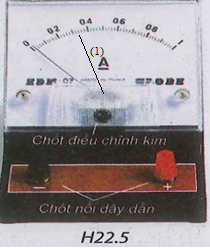 0 0.2 0.4 0.6 0.8 1
(1)
A
Chốt điều chỉnh kim
− +
Chốt nối dây dẫn
H22.5